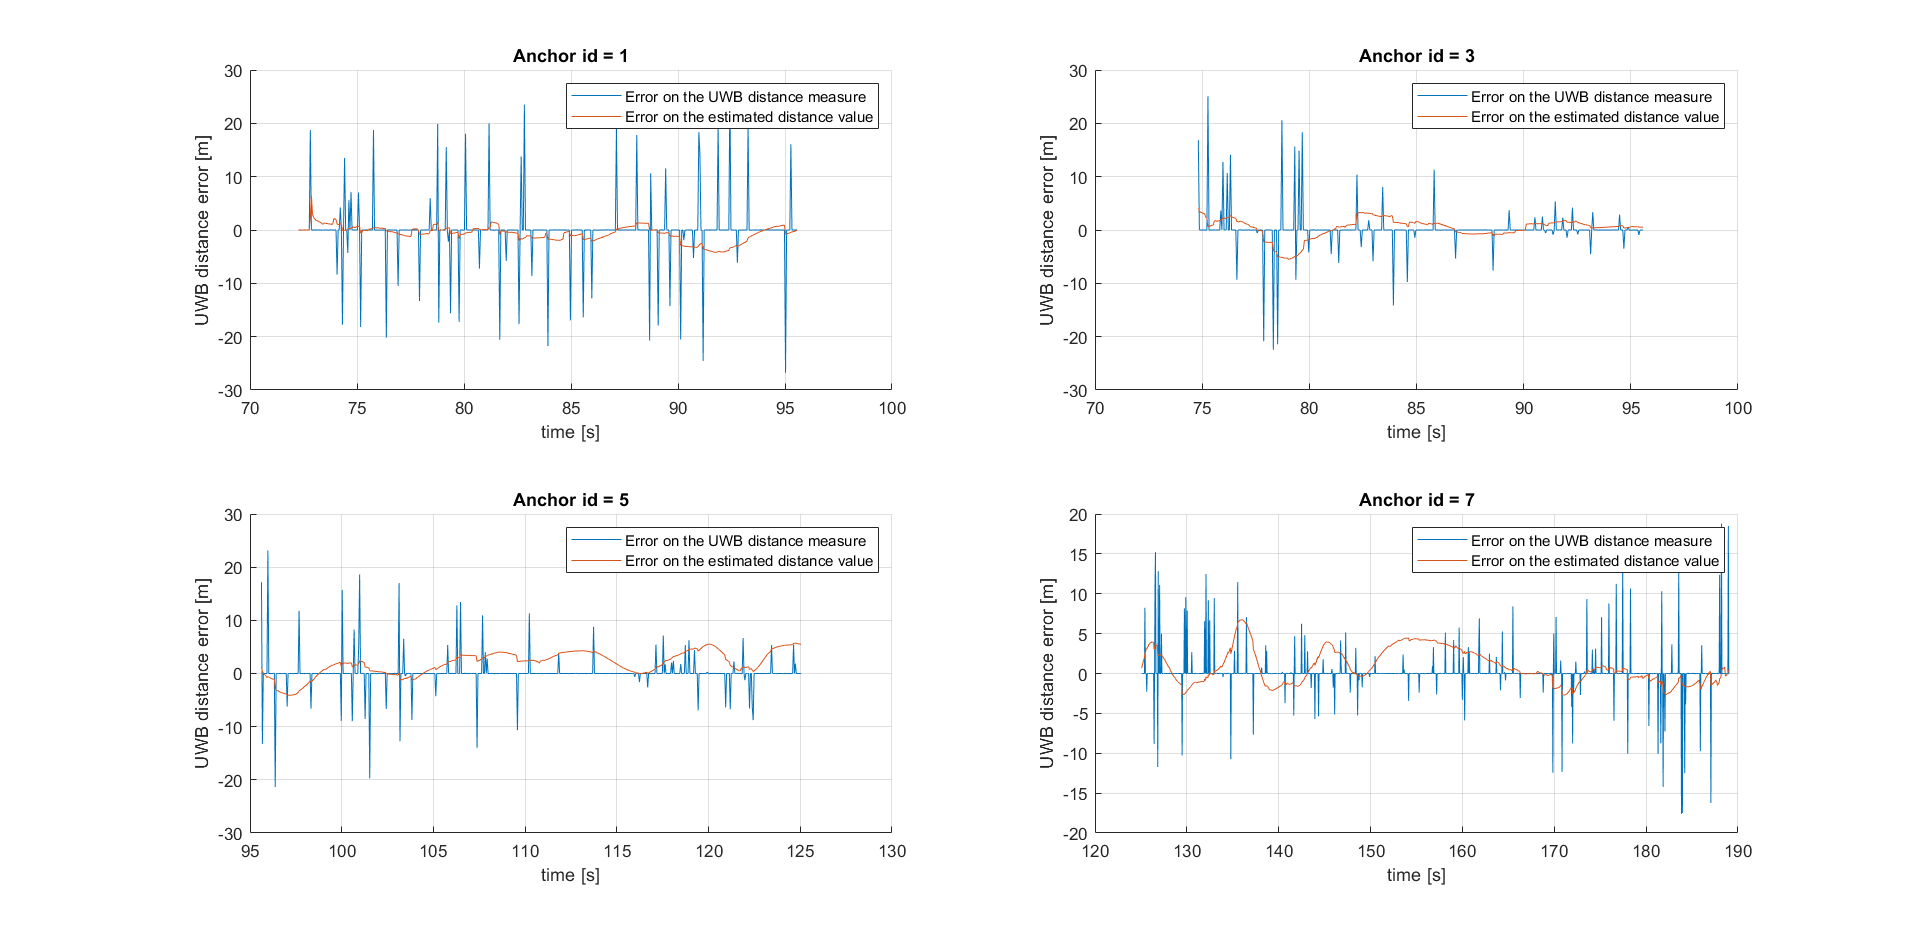 Anchor id = 1
30
20
10
0
-10
-20
-30
UWB distance error [m]
Error on the UWB distance measure
Error on the estimated distance value
70 75 80 85 90 95 100
time [s]
Anchor id = 3
30
20
10
0
-10
-20
-30
UWB distance error [m]
Error on the UWB distance measure
Error on the estimated distance value
70 75 80 85 90 95 100
time [s]
Anchor id = 5
30
20
10
0
-10
-20
-30
UWB distance error [m]
Error on the UWB distance measure
Error on the estimated distance value
95 100 105 110 115 120 125 130
time [s]
Anchor id = 7
20
15
10
5
0
-5
-10
-15
-20
UWB distance error [m]
Error on the UWB distance measure
Error on the estimated distance value
120 130 140 150 160 170 180 190
time [s]